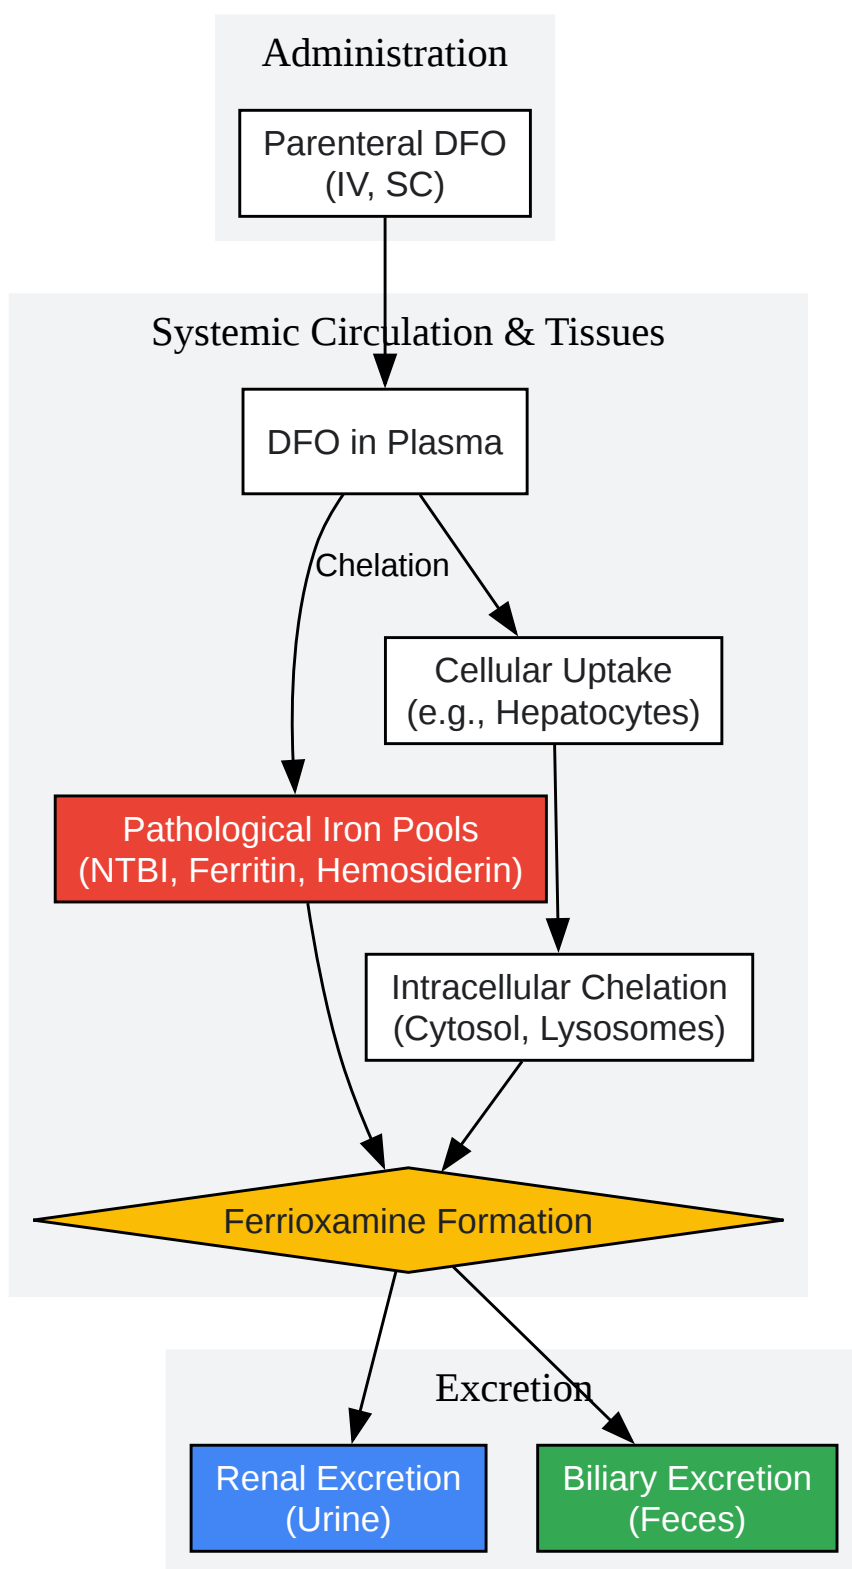 Administration
Parenteral DFO
(IV, SC)
Systemic Circulation & Tissues
DFO in Plasma
Chelation
Cellular Uptake
(e.g., Hepatocytes)
Pathological Iron Pools
(NTBI, Ferritin, Hemosiderin)
Intracellular Chelation
(Cytosol, Lysosomes)
Ferrioxamine Formation
Excretion
Renal Excretion
(Urine)
Biliary Excretion
(Feces)